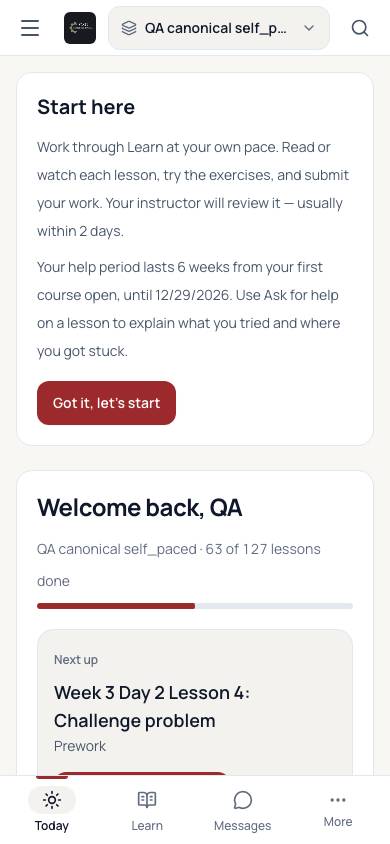 QA canonical self_p...
Start here
Work through Learn at your own pace. Read or
watch each lesson, try the exercises, and submit
your work. Your instructor will review it — usually
within 2 days.
Your help period lasts 6 weeks from your first
course open, until 12/29/2026. Use Ask for help
on a lesson to explain what you tried and where
you got stuck.
Got it, let's start
Welcome back, QA
QA canonical self_paced · 63 of 127 lessons
done
Next up
Week 3 Day 2 Lesson 4:
Challenge problem
Prework
Today
Learn
Messages
More